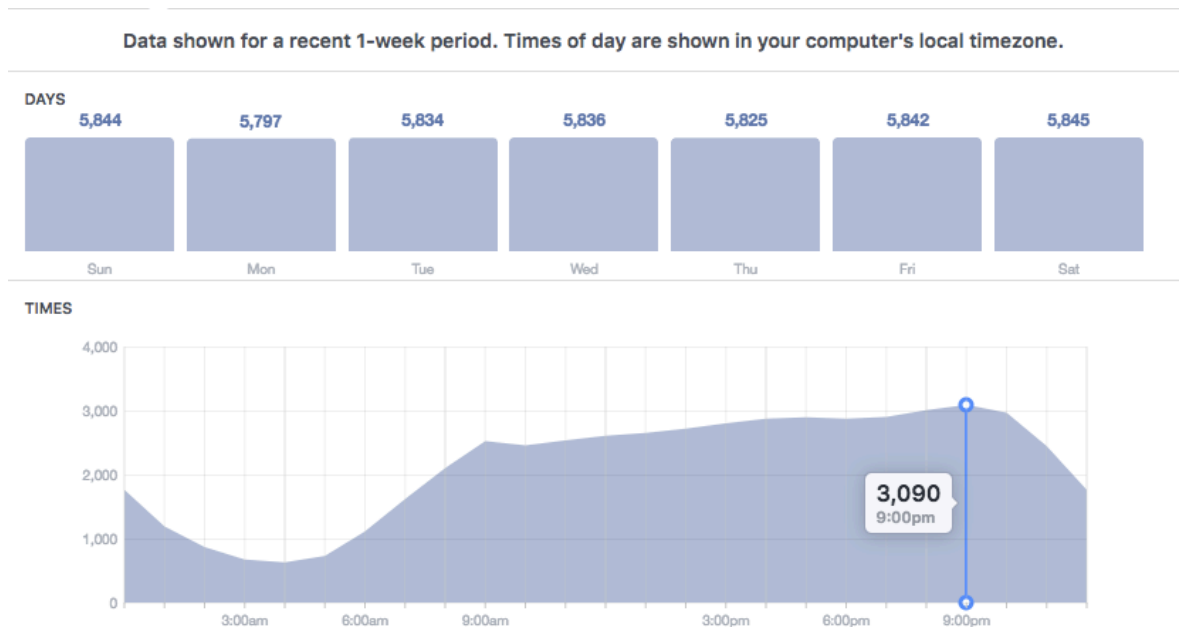 Data shown for a recent 1-week period. Times of day are shown in your computer's local timezone.
DAYS
5,844 5,797 5,834 5,836 5,825 5,842 5,845
Sun Mon Tue Wed Thu Fri Sat
TIMES
4,000
3,000
2,000
3,090
9:00pm
1,000
0
3:00am 6:00am 9:00am 3:00pm 6:00pm 9:00pm